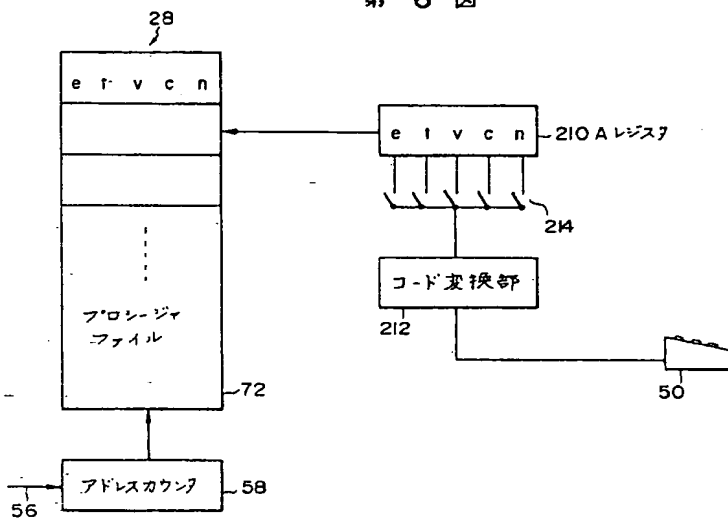 第 6 図
28
e t v c n
e t v c n
210 A レジスタ
214
コード変換部
212
プロシージャ
ファイル
72
50
アドレスカウンタ
58
56